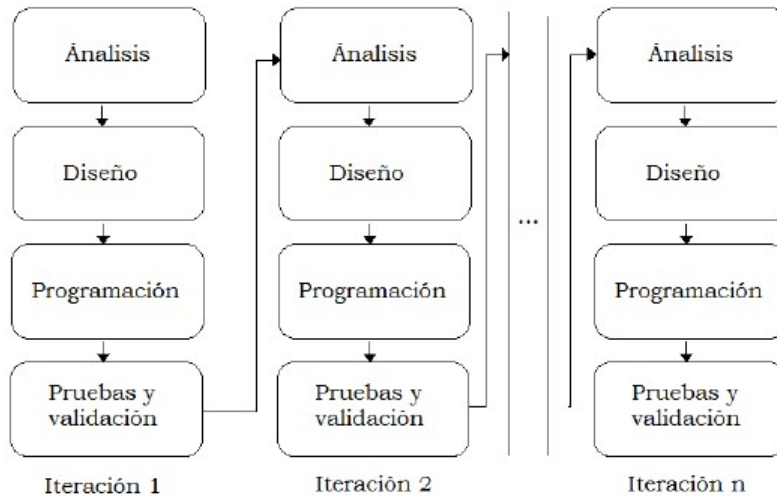 Ánalisis
Diseño
Programación
Pruebas y
validación
Iteración 1
Ánalisis
Diseño
Programación
Pruebas y
validación
Iteración 2
...
Ánalisis
Diseño
Programación
Pruebas y
validación
Iteración n